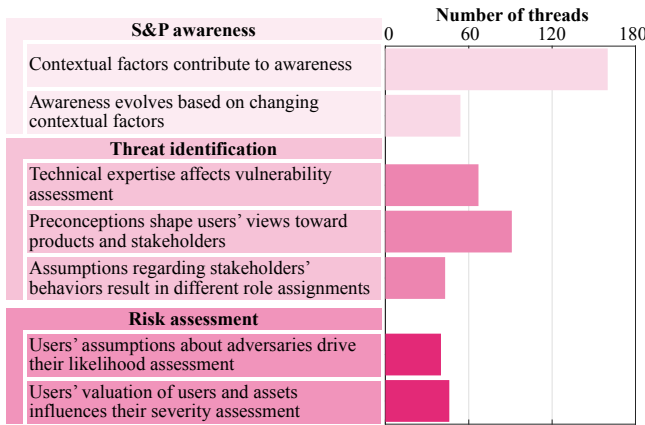 Number of threads
S&P awareness
0 60 120 180
Contextual factors contribute to awareness
Awareness evolves based on changing
contextual factors
Threat identification
Technical expertise affects vulnerability
assessment
Preconceptions shape users' views toward
products and stakeholders
Assumptions regarding stakeholders'
behaviors result in different role assignments
Risk assessment
Users' assumptions about adversaries drive
their likelihood assessment
Users' valuation of users and assets
influences their severity assessment